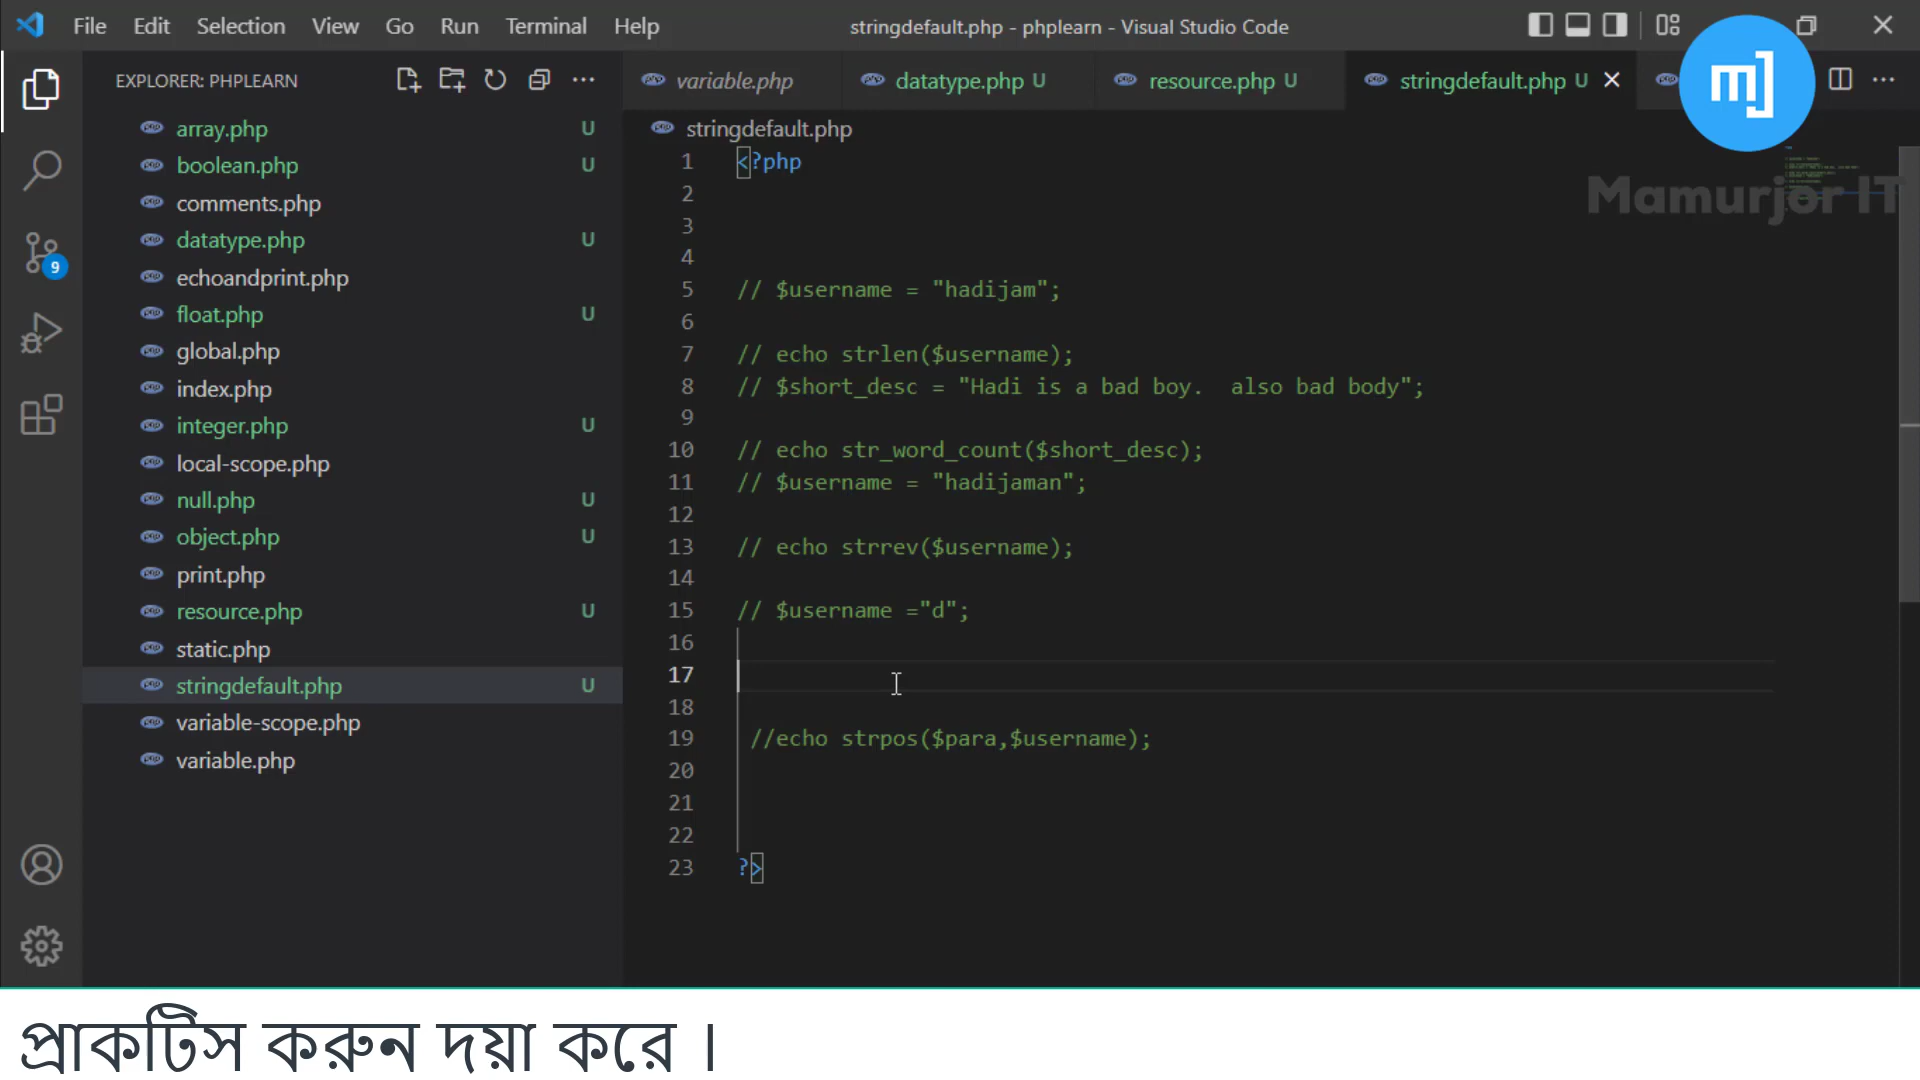 File Edit Selection View Go Run Terminal Help
stringdefault.php - phplearn - Visual Studio Code
EXPLORER: PHPLEARN
variable.php datatype.php U resource.php U stringdefault.php U
mj
Mamurjor IT
array.php U
boolean.php U
comments.php
datatype.php U
echoandprint.php
float.php U
global.php
index.php
integer.php U
local-scope.php
null.php U
object.php U
print.php
resource.php U
static.php
stringdefault.php U
variable-scope.php
variable.php
9
stringdefault.php
1 <?php
2
3
4
5 // $username = "hadijam";
6
7 // echo strlen($username);
8 // $short_desc = "Hadi is a bad boy.  also bad body";
9
10 // echo str_word_count($short_desc);
11 // $username = "hadijaman";
12
13 // echo strrev($username);
14
15 // $username ="d";
16
17
18
19 //echo strpos($para,$username);
20
21
22
23 ?>
প্রাকটিস করুন দয়া করে ।